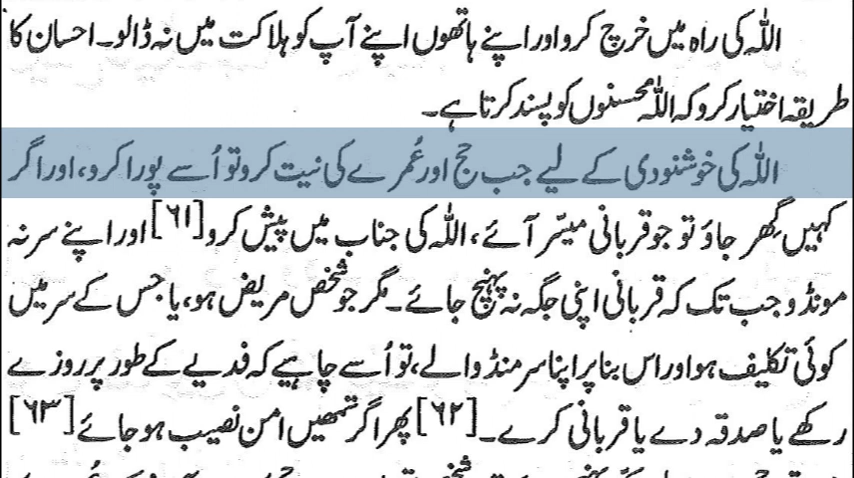 اللہ کی راہ میں خرچ کرو اور اپنے ہاتھوں اپنے آپ کو ہلاکت میں نہ ڈالو۔ احسان کا
طریقہ اختیار کرو کہ اللہ محسنوں کو پسند کرتا ہے۔
اللہ کی خوشنودی کے لیے جب حج اور عُمرے کی نیت کرو تو اُسے پورا کرو، اور اگر
کہیں گِھر جاؤ تو جو قربانی میسّر آئے، اللہ کی جناب میں پیش کرو [۶۱] اور اپنے سر نہ
مونڈو جب تک کہ قربانی اپنی جگہ نہ پہنچ جائے۔ مگر جو شخص مریض ہو، یا جس کے سر میں
کوئی تکلیف ہو اور اس بنا پر اپنا سر منڈوالے، تو اُسے چاہیے کہ فدیے کے طور پر روزے
رکھے یا صدقہ دے یا قربانی کرے۔ [۶۲] پھر اگر تمھیں امن نصیب ہو جائے [۶۳]